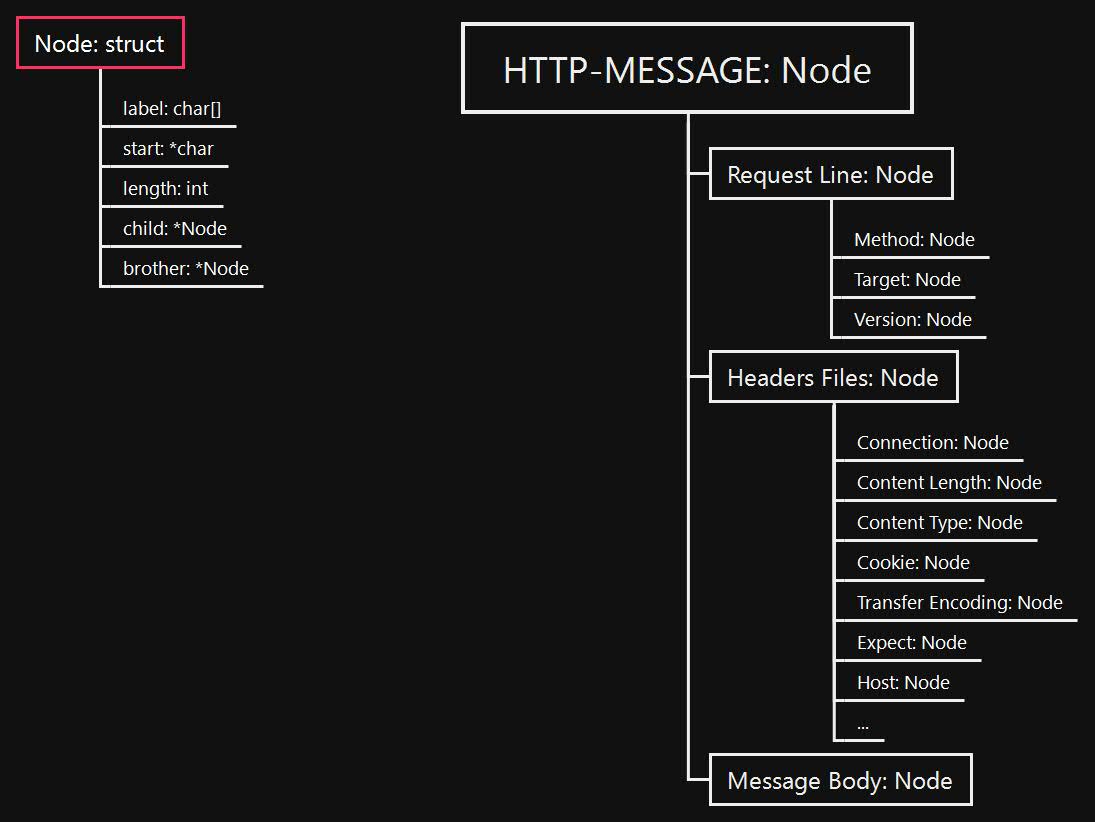 Node: struct
label: char[]
start: *char
length: int
child: *Node
brother: *Node
HTTP-MESSAGE: Node
Request Line: Node
Method: Node
Target: Node
Version: Node
Headers Files: Node
Connection: Node
Content Length: Node
Content Type: Node
Cookie: Node
Transfer Encoding: Node
Expect: Node
Host: Node
...
Message Body: Node